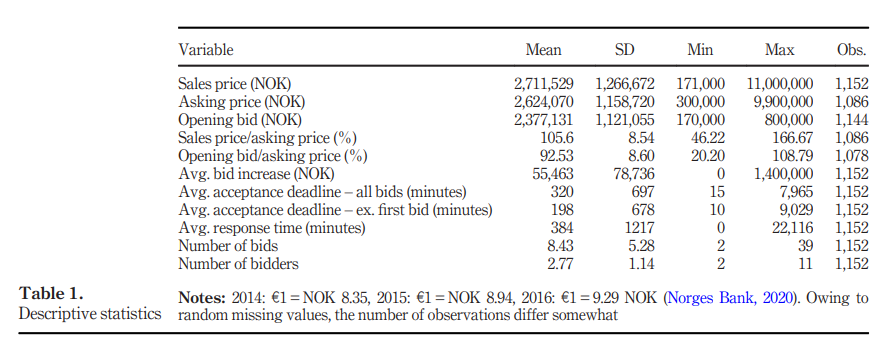 Variable Mean SD Min Max Obs.
Sales price (NOK) 2,711,529 1,266,672 171,000 11,000,000 1,152
Asking price (NOK) 2,624,070 1,158,720 300,000 9,900,000 1,086
Opening bid (NOK) 2,377,131 1,121,055 170,000 800,000 1,144
Sales price/asking price (%) 105.6 8.54 46.22 166.67 1,086
Opening bid/asking price (%) 92.53 8.60 20.20 108.79 1,078
Avg. bid increase (NOK) 55,463 78,736 0 1,400,000 1,152
Avg. acceptance deadline – all bids (minutes) 320 697 15 7,965 1,152
Avg. acceptance deadline – ex. first bid (minutes) 198 678 10 9,029 1,152
Avg. response time (minutes) 384 1217 0 22,116 1,152
Number of bids 8.43 5.28 2 39 1,152
Number of bidders 2.77 1.14 2 11 1,152
Table 1.
Descriptive statistics
Notes: 2014: €1 = NOK 8.35, 2015: €1 = NOK 8.94, 2016: €1 = 9.29 NOK (Norges Bank, 2020). Owing to
random missing values, the number of observations differ somewhat